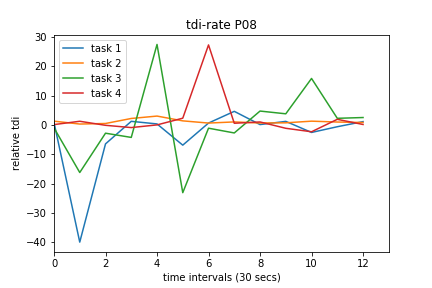 tdi-rate P08
30
20
10
0
−10
−20
−30
−40
relative tdi
task 1
task 2
task 3
task 4
0 2 4 6 8 10 12
time intervals (30 secs)